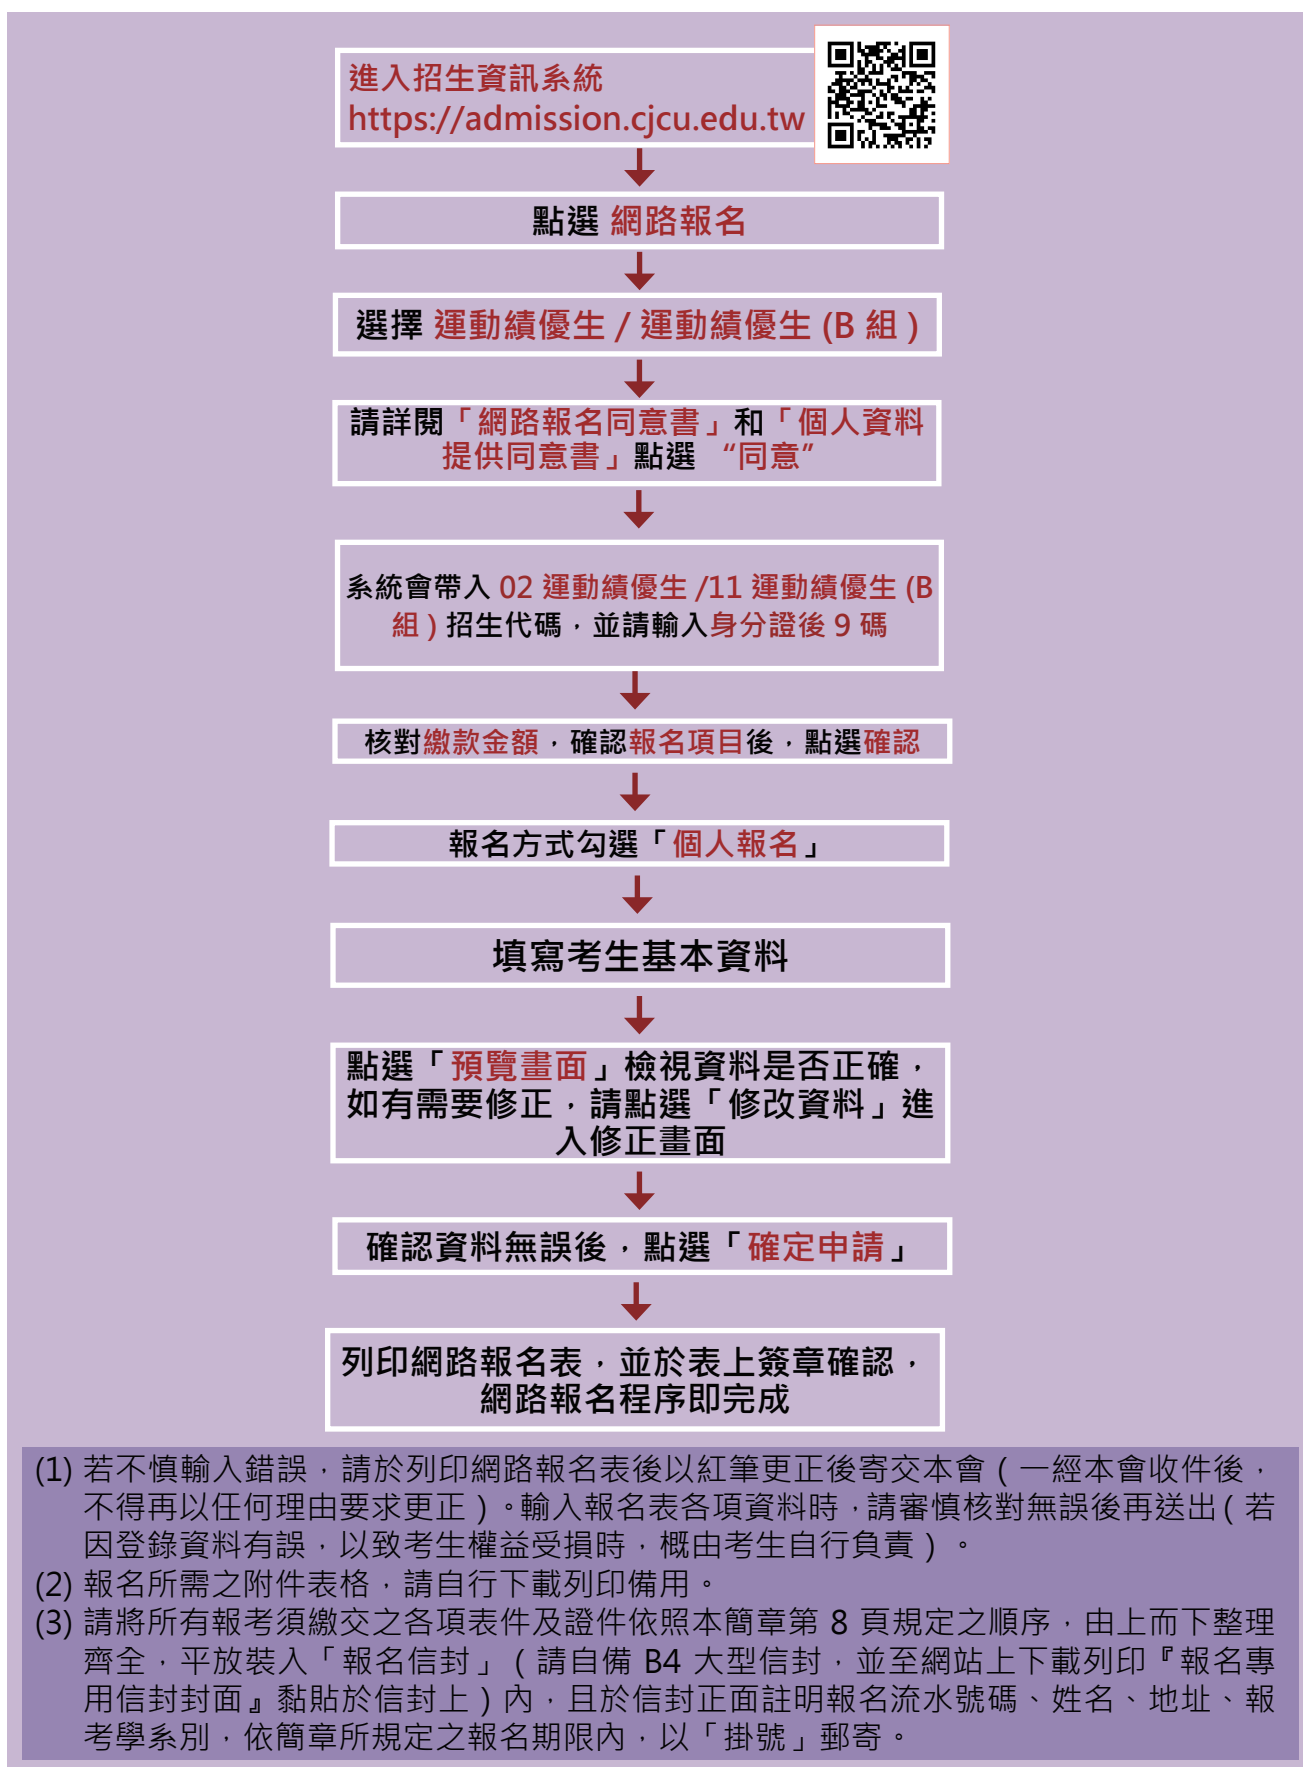 進入招生資訊系統
https://admission.cjcu.edu.tw
點選 網路報名
選擇 運動績優生 / 運動績優生 (B 組 )
請詳閱「網路報名同意書」和「個人資料
提供同意書」點選 “同意”
系統會帶入 02 運動績優生 /11 運動績優生 (B
組 ) 招生代碼，並請輸入身分證後 9 碼
核對繳款金額，確認報名項目後，點選確認
報名方式勾選「個人報名」
填寫考生基本資料
點選「預覽畫面」檢視資料是否正確，
如有需要修正，請點選「修改資料」進
入修正畫面
確認資料無誤後，點選「確定申請」
列印網路報名表，並於表上簽章確認，
網路報名程序即完成
(1) 若不慎輸入錯誤，請於列印網路報名表後以紅筆更正後寄交本會（一經本會收件後，
不得再以任何理由要求更正）。輸入報名表各項資料時，請審慎核對無誤後再送出（若
因登錄資料有誤，以致考生權益受損時，概由考生自行負責）。
(2) 報名所需之附件表格，請自行下載列印備用。
(3) 請將所有報考須繳交之各項表件及證件依照本簡章第 8 頁規定之順序，由上而下整理
齊全，平放裝入「報名信封」（請自備 B4 大型信封，並至網站上下載列印『報名專
用信封封面』黏貼於信封上）內，且於信封正面註明報名流水號碼、姓名、地址、報
考學系別，依簡章所規定之報名期限內，以「掛號」郵寄。